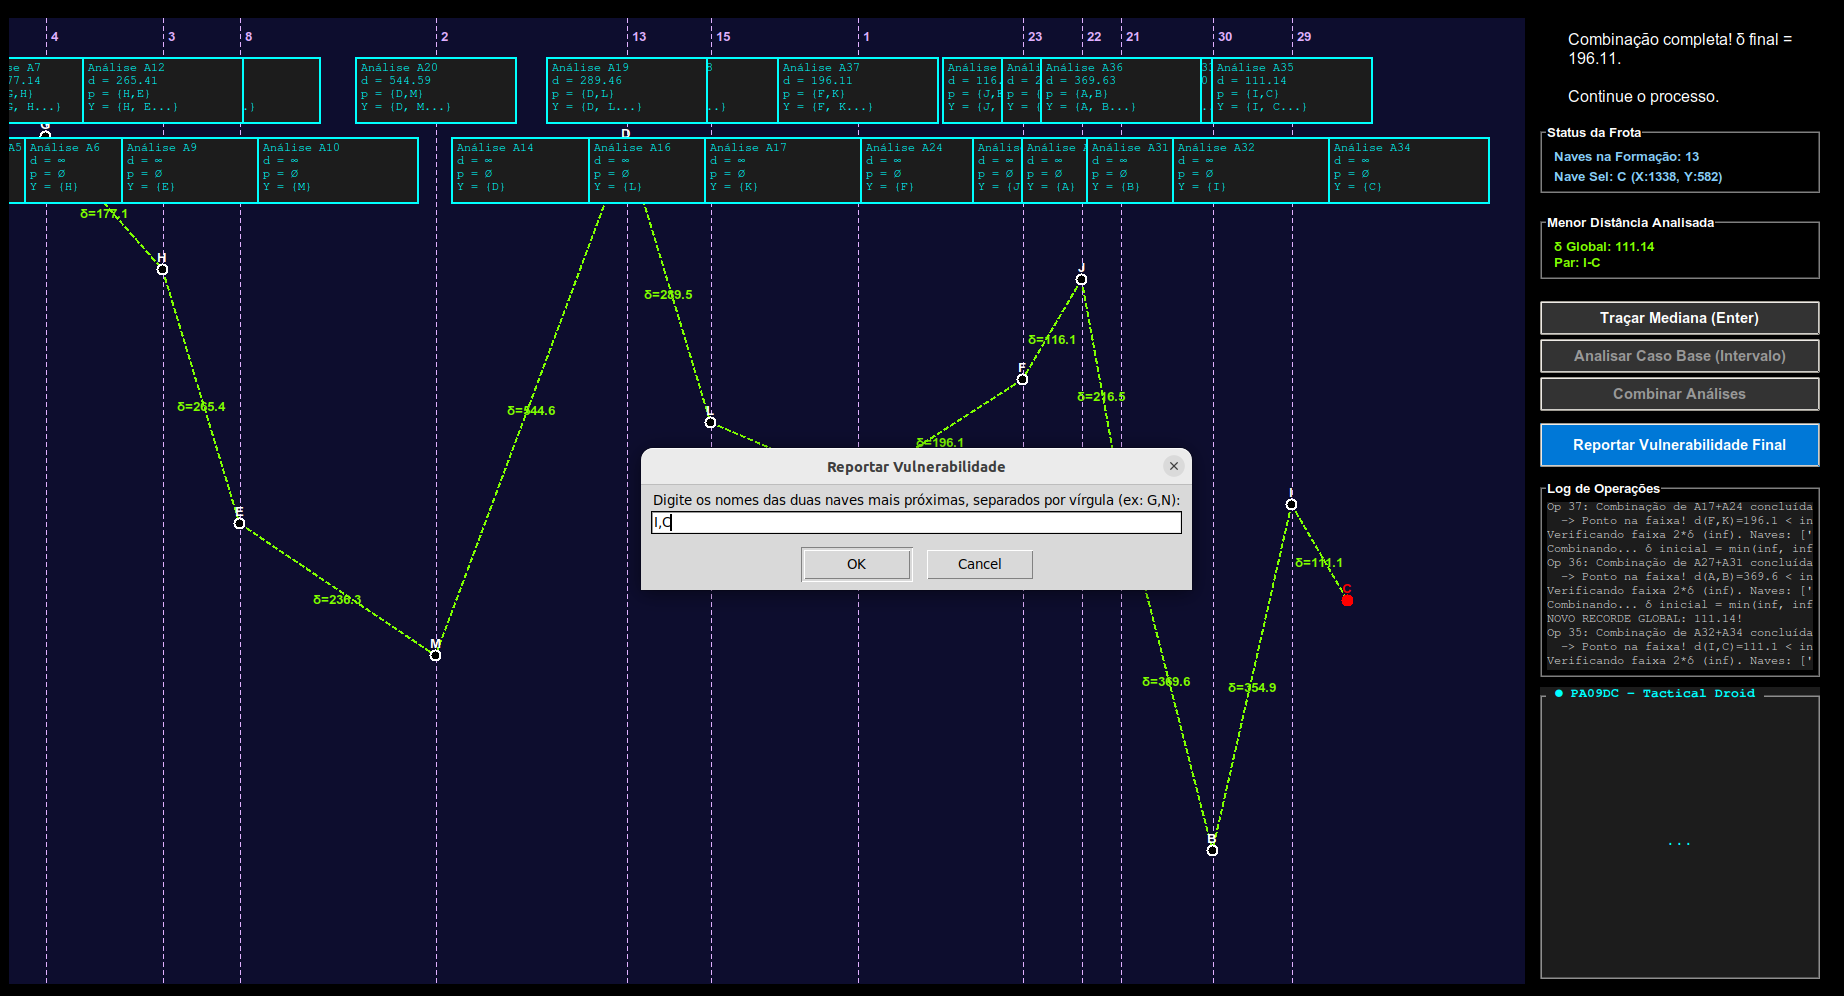 4
3
8
2
13
15
1
23
22
21
30
29
se A7
77.14
G,H}
G, H...}
Análise A12
d = 265.41
p = {H,E}
Y = {H, E...}
.}
Análise A20
d = 544.59
p = {D,M}
Y = {D, M...}
Análise A19
d = 289.46
p = {D,L}
Y = {D, L...}
..}
Análise A37
d = 196.11
p = {F,K}
Y = {F, K...}
Anális
d = 116.
p = {J,F
Y = {J,
Anál
d = 2
p = {
Y = {
Análise A36
d = 369.63
p = {A,B}
Y = {A, B...}
Análise A35
d = 111.14
p = {I,C}
Y = {I, C...}
G
D
A5
Análise A6
d = ∞
p = Ø
Y = {H}
Análise A9
d = ∞
p = Ø
Y = {E}
Análise A10
d = ∞
p = Ø
Y = {M}
Análise A14
d = ∞
p = Ø
Y = {D}
Análise A16
d = ∞
p = Ø
Y = {L}
Análise A17
d = ∞
p = Ø
Y = {K}
Análise A24
d = ∞
p = Ø
Y = {F}
Anális
d = ∞
p = Ø
Y = {J
Análise
d = ∞
p = Ø
Y = {A}
Análise A31
d = ∞
p = Ø
Y = {B}
Análise A32
d = ∞
p = Ø
Y = {I}
Análise A34
d = ∞
p = Ø
Y = {C}
δ=177.1
H
J
δ=289.5
δ=116.1
F
δ=216.5
δ=265.4
δ=544.6
L
δ=196.1
E
I
δ=111.1
C
δ=236.3
M
δ=369.6
δ=354.9
B
Reportar Vulnerabilidade
Digite os nomes das duas naves mais próximas, separados por vírgula (ex: G,N):
I,C
OK
Cancel
Combinação completa! δ final =
196.11.
Continue o processo.
Status da Frota
Naves na Formação: 13
Nave Sel: C (X:1338, Y:582)
Menor Distância Analisada
δ Global: 111.14
Par: I-C
Traçar Mediana (Enter)
Analisar Caso Base (Intervalo)
Combinar Análises
Reportar Vulnerabilidade Final
Log de Operações
Op 37: Combinação de A17+A24 concluída
-> Ponto na faixa! d(F,K)=196.1 < in
Verificando faixa 2*δ (inf). Naves: ['
Combinando... δ inicial = min(inf, inf
Op 36: Combinação de A27+A31 concluída
-> Ponto na faixa! d(A,B)=369.6 < in
Verificando faixa 2*δ (inf). Naves: ['
Combinando... δ inicial = min(inf, inf
NOVO RECORDE GLOBAL: 111.14!
Op 35: Combinação de A32+A34 concluída
-> Ponto na faixa! d(I,C)=111.1 < in
Verificando faixa 2*δ (inf). Naves: ['
● PA09DC - Tactical Droid
...